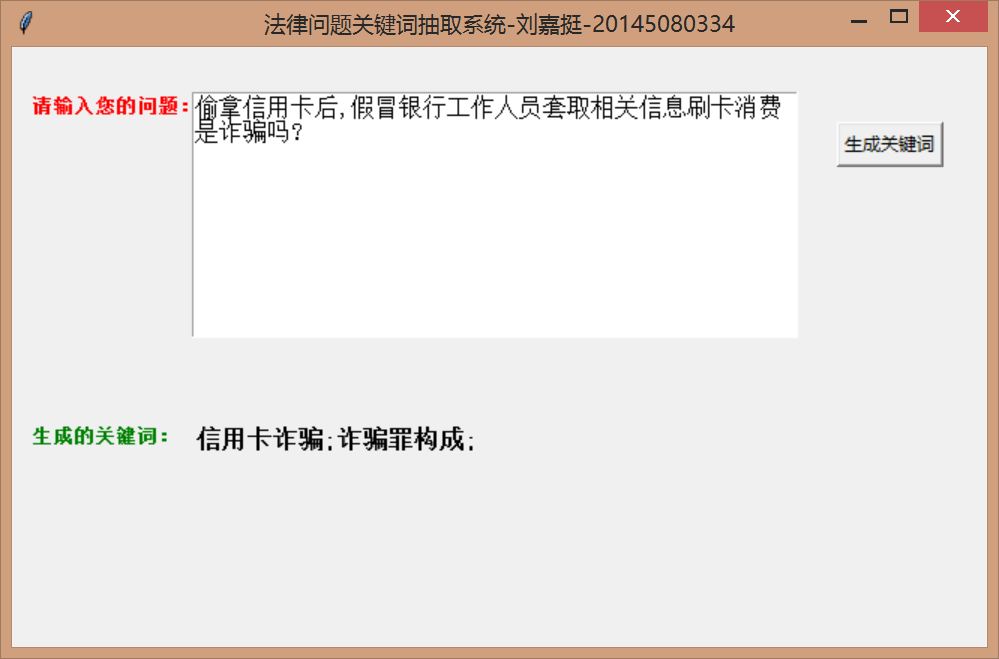 法律问题关键词抽取系统-刘嘉挺-20145080334
请输入您的问题：
偷拿信用卡后,假冒银行工作人员套取相关信息刷卡消费
是诈骗吗?
生成关键词
生成的关键词：
信用卡诈骗;诈骗罪构成;